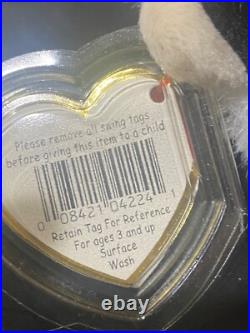 Please remove all swing tags
before giving this item to a child
0 08421 04224 1
Retain Tag For Reference
For ages 3 and up
Surface
Wash